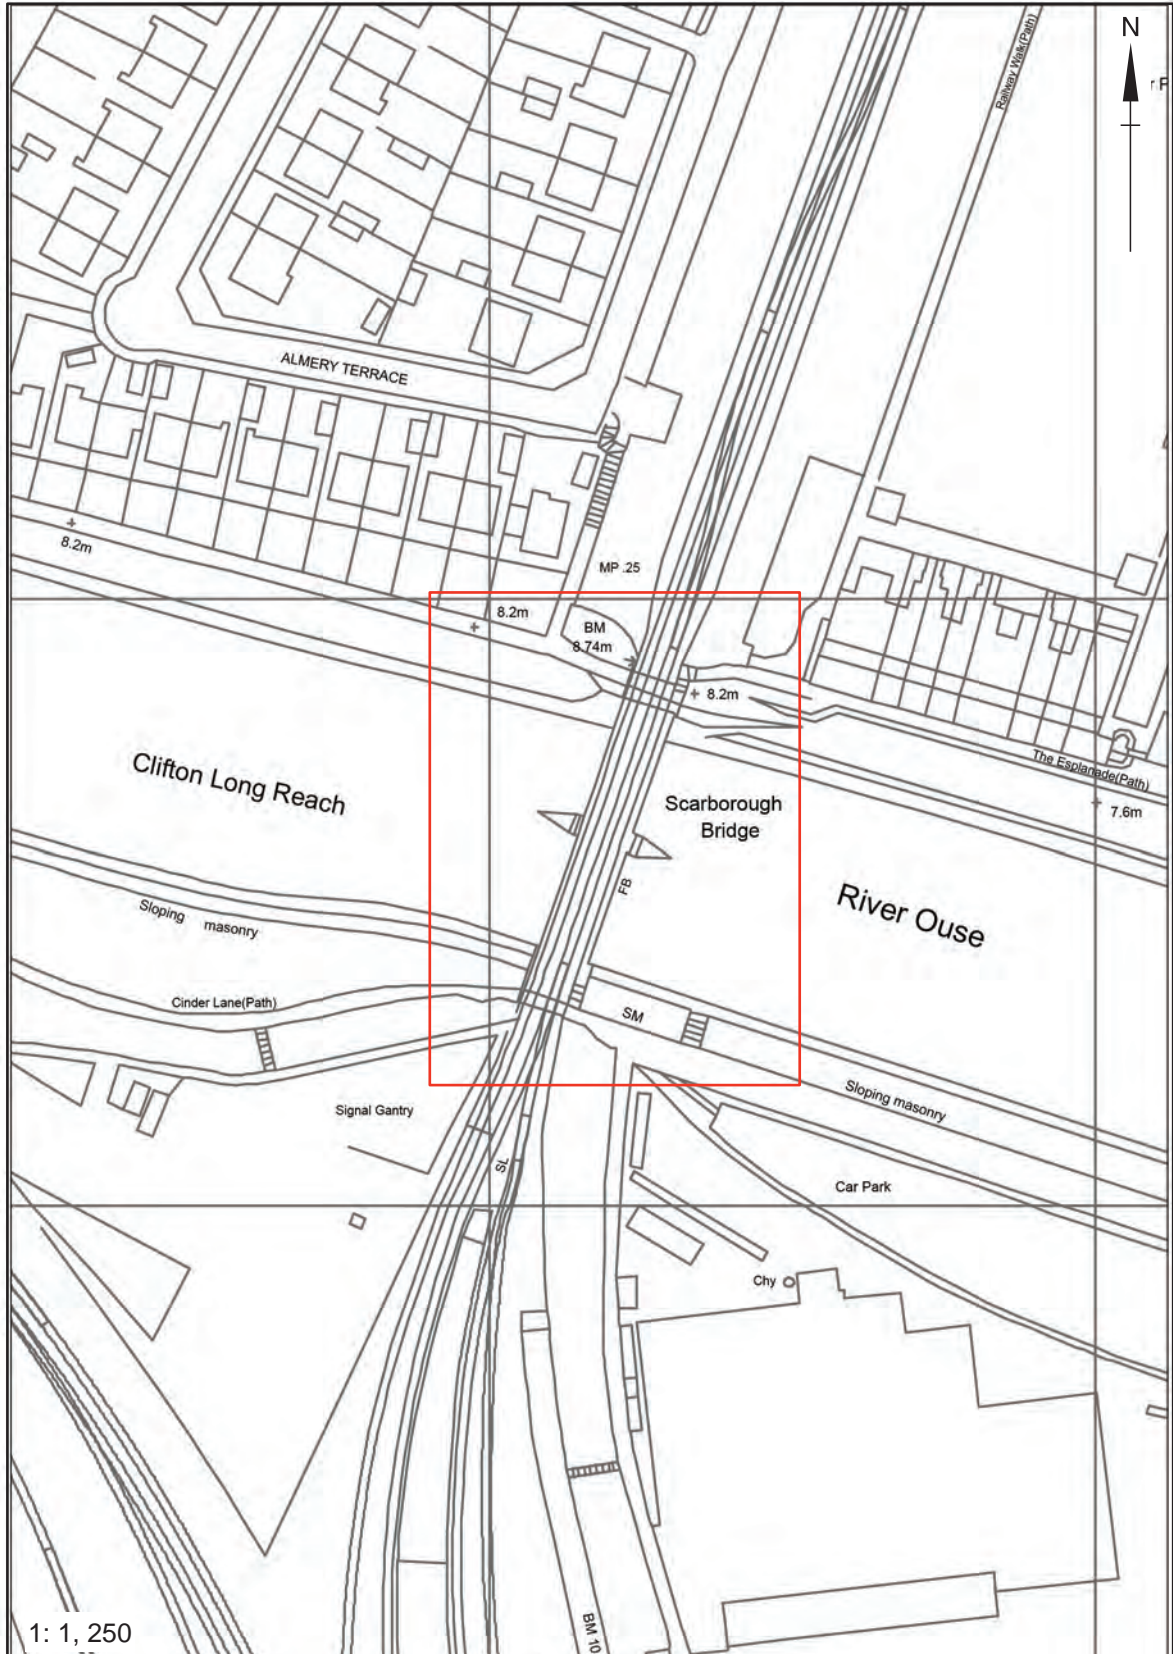 N
Railway Walk(Path)
r P
ALMERY TERRACE
8.2m
MP .25
8.2m
BM
8.74m
8.2m
Clifton Long Reach
Scarborough
Bridge
The Esplanade(Path)
7.6m
FB
River Ouse
Sloping masonry
Cinder Lane(Path)
SM
Sloping masonry
Signal Gantry
SL
Car Park
Chy
BM 10
1: 1, 250